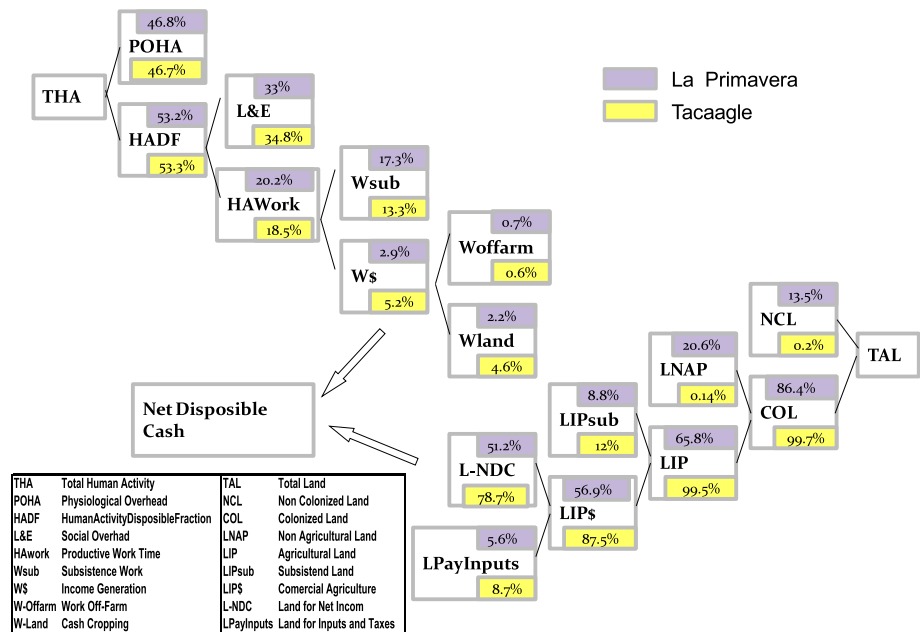 46.8%
POHA
46.7%
THA
53.2%
HADF
53.3%
33%
L&E
34.8%
20.2%
HAWork
18.5%
17.3%
Wsub
13.3%
2.9%
W$
5.2%
0.7%
Woffarm
0.6%
2.2%
Wland
4.6%
La Primavera
Tacaagle
13.5%
NCL
0.2%
TAL
20.6%
LNAP
0.14%
86.4%
COL
99.7%
8.8%
LIPsub
12%
65.8%
LIP
99.5%
51.2%
L-NDC
78.7%
56.9%
LIP$
87.5%
5.6%
LPayInputs
8.7%
Net Disposible
Cash
THA Total Human Activity TAL Total Land
POHA Physiological Overhead NCL Non Colonized Land
HADF HumanActivityDisposibleFraction COL Colonized Land
L&E Social Overhad LNAP Non Agricultural Land
HAwork Productive Work Time LIP Agricultural Land
Wsub Subsistence Work LIPsub Subsistend Land
W$ Income Generation LIP$ Comercial Agriculture
W-Offarm Work Off-Farm L-NDC Land for Net Incom
W-Land Cash Cropping LPayInputs Land for Inputs and Taxes